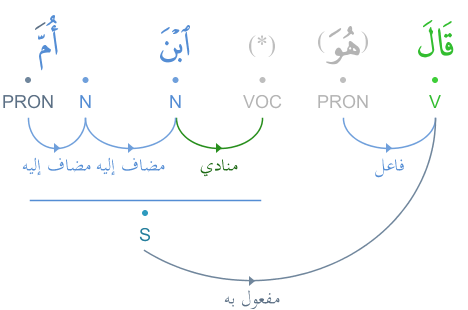 قَالَ (هُوَ) (*) ٱبْنَ أُمَّ
V PRON VOC N N PRON
فاعل منادي مضاف إليه مضاف إليه
S
مفعول به